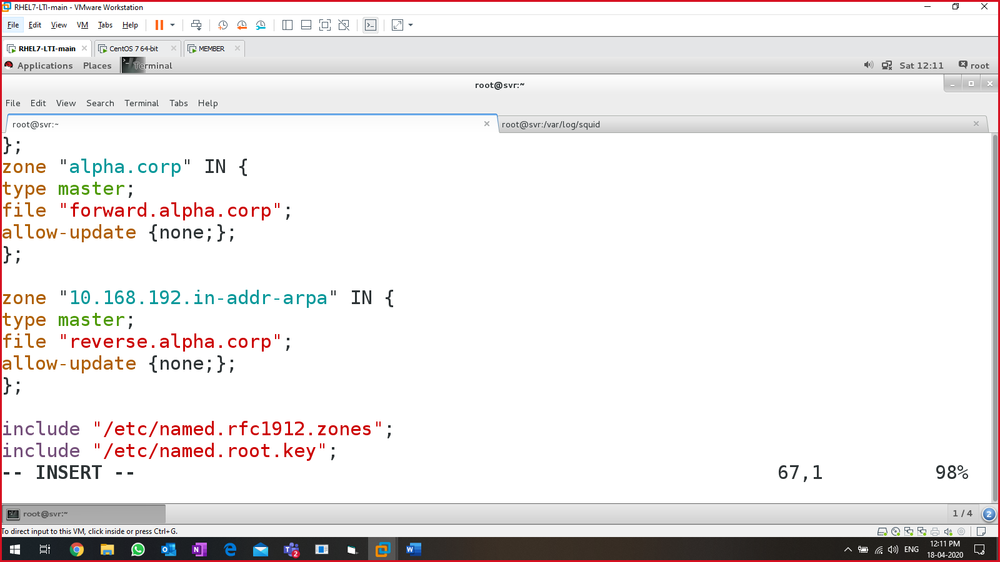 RHEL7-LTI-main - VMware Workstation
File Edit View VM Tabs Help
RHEL7-LTI-main CentOS 7 64-bit MEMBER
Applications Places Terminal Sat 12:11 root
root@svr:~
File Edit View Search Terminal Tabs Help
root@svr:~ root@svr:/var/log/squid
};
zone "alpha.corp" IN {
type master;
file "forward.alpha.corp";
allow-update {none;};
};
zone "10.168.192.in-addr-arpa" IN {
type master;
file "reverse.alpha.corp";
allow-update {none;};
};
include "/etc/named.rfc1912.zones";
include "/etc/named.root.key";
-- INSERT -- 67,1 98%
root@svr:~ 1 / 4 2
To direct input to this VM, click inside or press Ctrl+G.
2 ENG 12:11 PM
18-04-2020